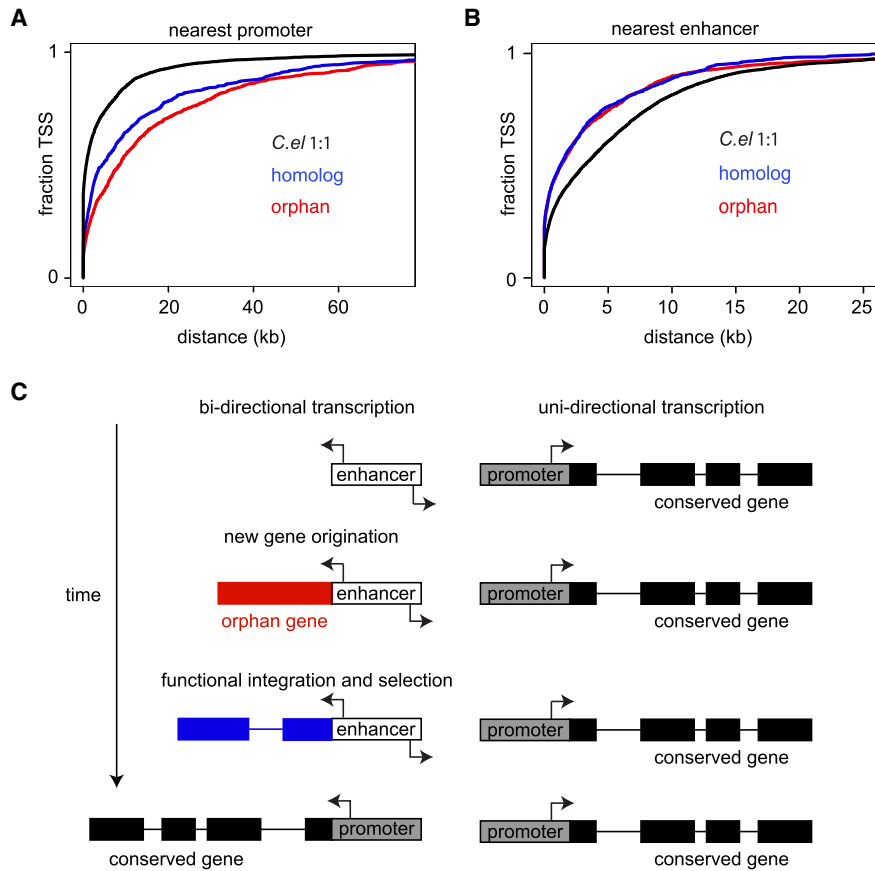 A
nearest promoter
1
fraction TSS
0
C.el 1:1
homolog
orphan
0 20 40 60
distance (kb)
B
nearest enhancer
1
fraction TSS
0
C.el 1:1
homolog
orphan
0 5 10 15 20 25
distance (kb)
C
bi-directional transcription
uni-directional transcription
enhancer
promoter
conserved gene
new gene origination
enhancer
promoter
time
orphan gene
conserved gene
functional integration and selection
enhancer
promoter
conserved gene
promoter
promoter
conserved gene
conserved gene